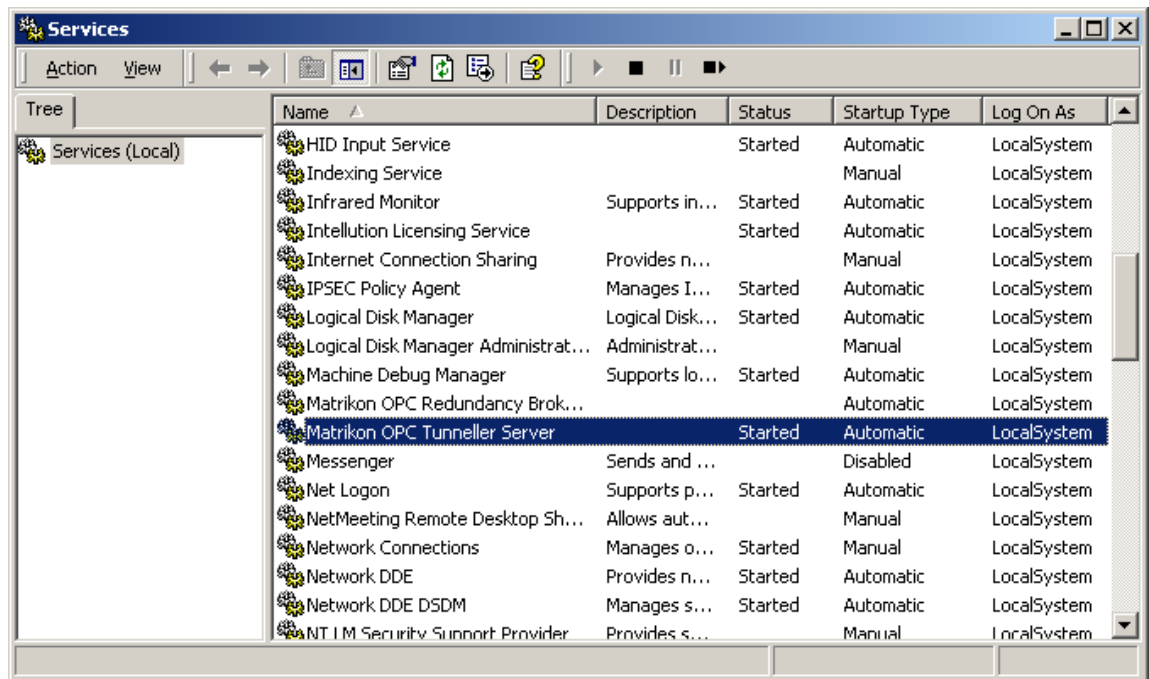 Services
Action View
Tree
Name Description Status Startup Type Log On As
Services (Local)
HID Input Service Started Automatic LocalSystem
Indexing Service Manual LocalSystem
Infrared Monitor Supports in... Started Automatic LocalSystem
Intellution Licensing Service Started Automatic LocalSystem
Internet Connection Sharing Provides n... Manual LocalSystem
IPSEC Policy Agent Manages I... Started Automatic LocalSystem
Logical Disk Manager Logical Disk... Started Automatic LocalSystem
Logical Disk Manager Administrat... Administrat... Manual LocalSystem
Machine Debug Manager Supports lo... Started Automatic LocalSystem
Matrikon OPC Redundancy Brok... Automatic LocalSystem
Matrikon OPC Tunneller Server Started Automatic LocalSystem
Messenger Sends and ... Disabled LocalSystem
Net Logon Supports p... Started Automatic LocalSystem
NetMeeting Remote Desktop Sh... Allows aut... Manual LocalSystem
Network Connections Manages o... Started Manual LocalSystem
Network DDE Provides n... Started Automatic LocalSystem
Network DDE DSDM Manages s... Started Automatic LocalSystem
NT LM Security Support Provider Provides s... Manual LocalSystem